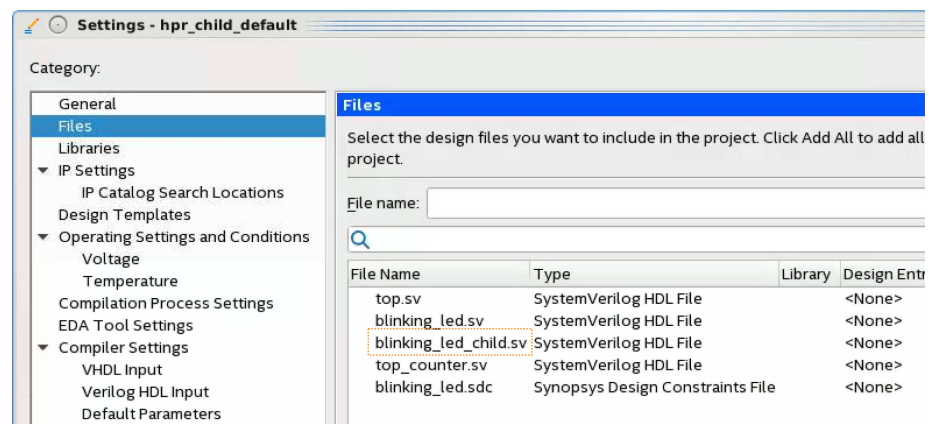 Settings - hpr_child_default
Category:
General
Files
Libraries
IP Settings
IP Catalog Search Locations
Design Templates
Operating Settings and Conditions
Voltage
Temperature
Compilation Process Settings
EDA Tool Settings
Compiler Settings
VHDL Input
Verilog HDL Input
Default Parameters
Files
Select the design files you want to include in the project. Click Add All to add all
project.
File name:
File Name Type Library Design Entr
top.sv SystemVerilog HDL File <None>
blinking_led.sv SystemVerilog HDL File <None>
blinking_led_child.sv SystemVerilog HDL File <None>
top_counter.sv SystemVerilog HDL File <None>
blinking_led.sdc Synopsys Design Constraints File <None>